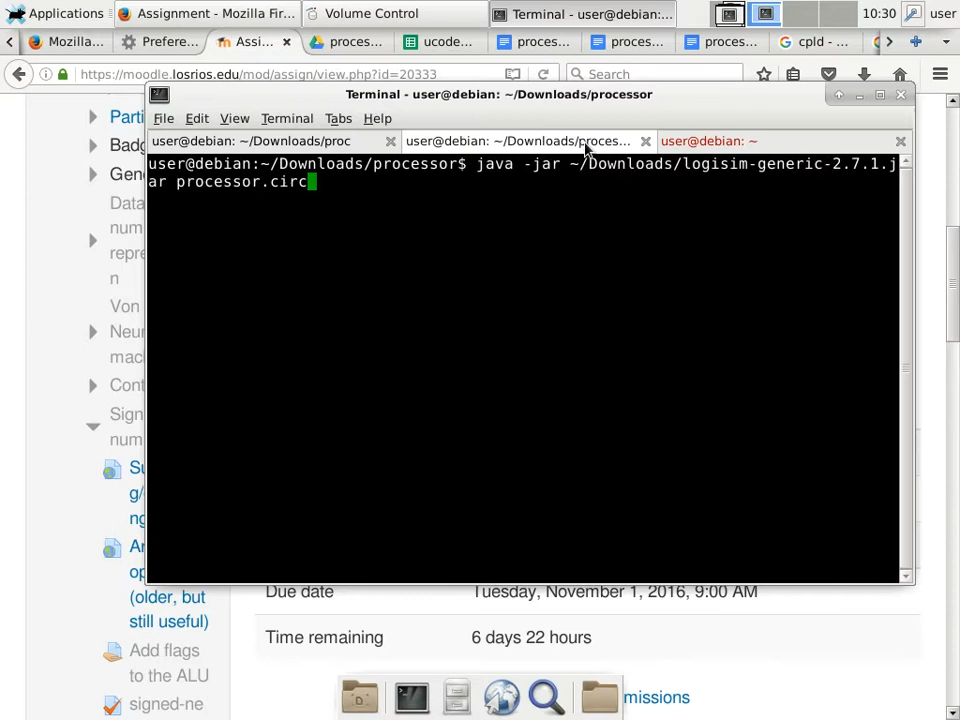 Applications
Assignment - Mozilla Fir...
Volume Control
Terminal - user@debian:...
10:30
user
Mozilla...
Prefere...
Assi...
proces...
ucode...
proces...
proces...
proces...
cpld - ...
https://moodle.losrios.edu/mod/assign/view.php?id=20333
Search
Terminal - user@debian: ~/Downloads/processor
File Edit View Terminal Tabs Help
user@debian: ~/Downloads/proc
user@debian: ~/Downloads/proces...
user@debian: ~
user@debian:~/Downloads/processor$ java -jar ~/Downloads/logisim-generic-2.7.1.j
ar processor.circ
Parti
Badg
Gen
Data
num
repre
n
Von
Neur
mac
Cont
Sign
num
Su
g/
ng
Ar
op
(older, but
still useful)
Add flags
to the ALU
signed-ne
Due date
Tuesday, November 1, 2016, 9:00 AM
Time remaining
6 days 22 hours
missions